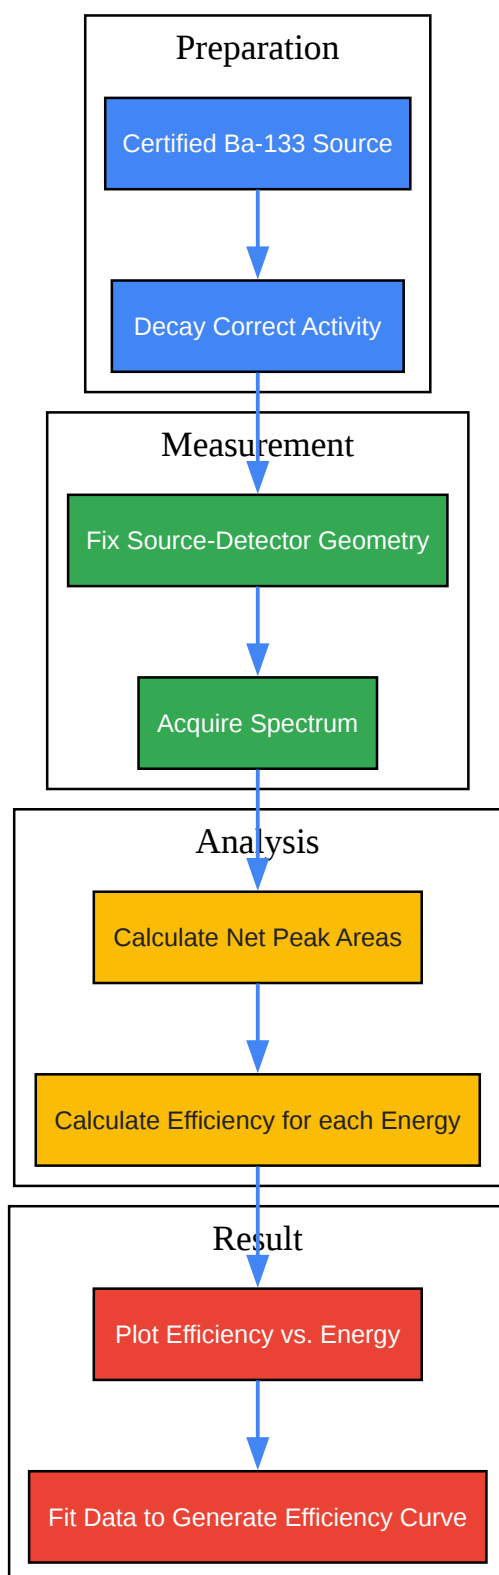 Preparation
Certified Ba-133 Source
Decay Correct Activity
Measurement
Fix Source-Detector Geometry
Acquire Spectrum
Analysis
Calculate Net Peak Areas
Calculate Efficiency for each Energy
Result
Plot Efficiency vs. Energy
Fit Data to Generate Efficiency Curve